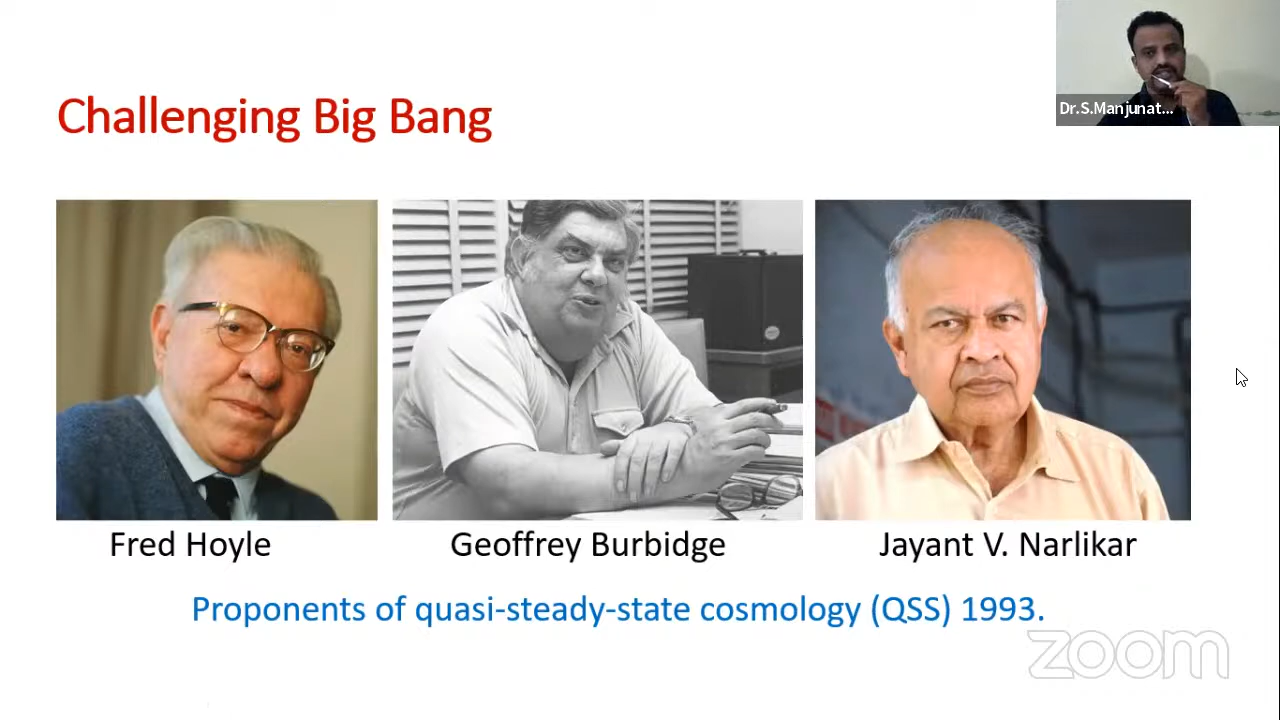 Dr.S.Manjunat...
Challenging Big Bang
Fred Hoyle
Geoffrey Burbidge
Jayant V. Narlikar
Proponents of quasi-steady-state cosmology (QSS) 1993.
zoom